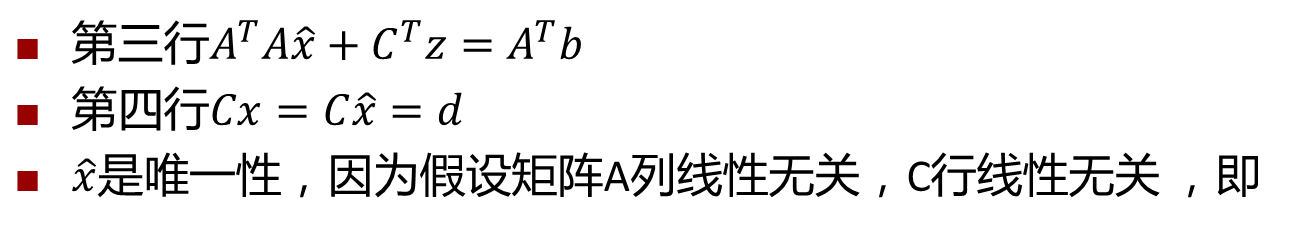 ■ 第三行$A^T A\hat{x} + C^T z = A^T b$
■ 第四行$Cx = C\hat{x} = d$
■ $\hat{x}$是唯一性，因为假设矩阵A列线性无关，C行线性无关 ，即